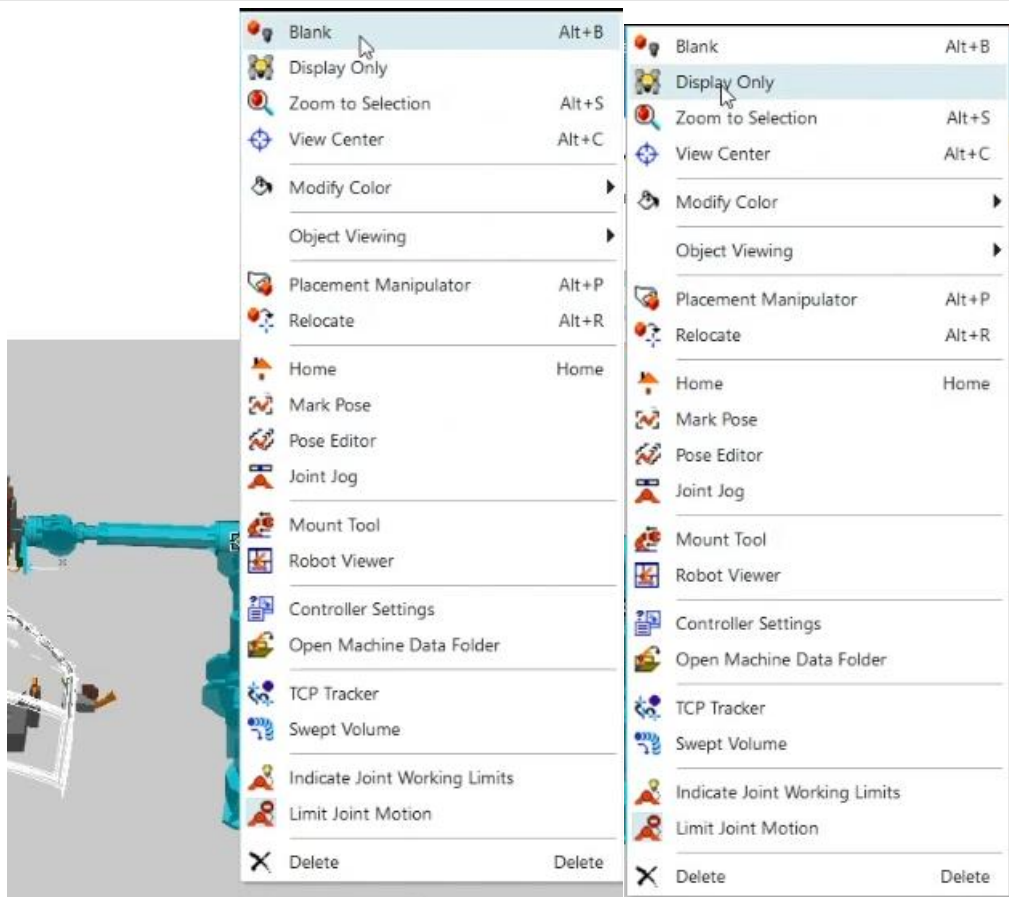 Blank Alt+B
Display Only
Zoom to Selection Alt+S
View Center Alt+C
Modify Color
Object Viewing
Placement Manipulator Alt+P
Relocate Alt+R
Home Home
Mark Pose
Pose Editor
Joint Jog
Mount Tool
Robot Viewer
Controller Settings
Open Machine Data Folder
TCP Tracker
Swept Volume
Indicate Joint Working Limits
Limit Joint Motion
Delete Delete
Blank Alt+B
Display Only
Zoom to Selection Alt+S
View Center Alt+C
Modify Color
Object Viewing
Placement Manipulator Alt+P
Relocate Alt+R
Home Home
Mark Pose
Pose Editor
Joint Jog
Mount Tool
Robot Viewer
Controller Settings
Open Machine Data Folder
TCP Tracker
Swept Volume
Indicate Joint Working Limits
Limit Joint Motion
Delete Delete